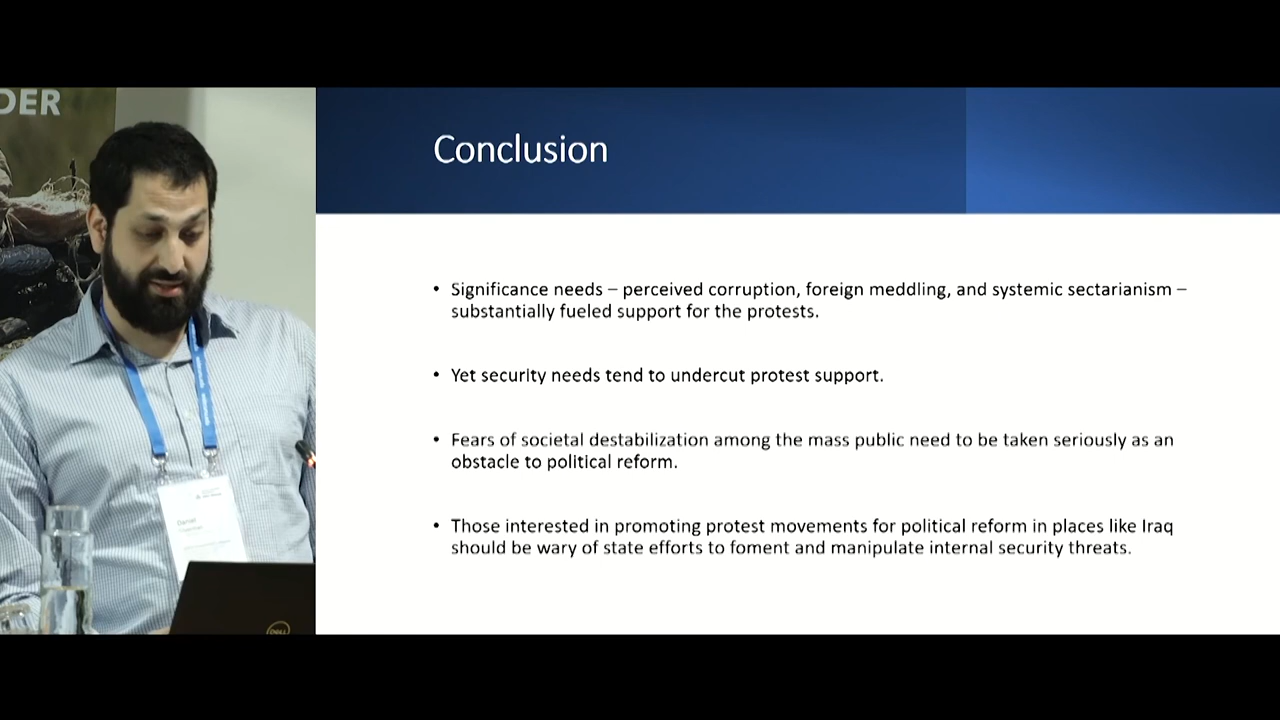 DER
Conclusion
• Significance needs – perceived corruption, foreign meddling, and systemic sectarianism –
substantially fueled support for the protests.
• Yet security needs tend to undercut protest support.
• Fears of societal destabilization among the mass public need to be taken seriously as an
obstacle to political reform.
• Those interested in promoting protest movements for political reform in places like Iraq
should be wary of state efforts to foment and manipulate internal security threats.
Daniel
DELL